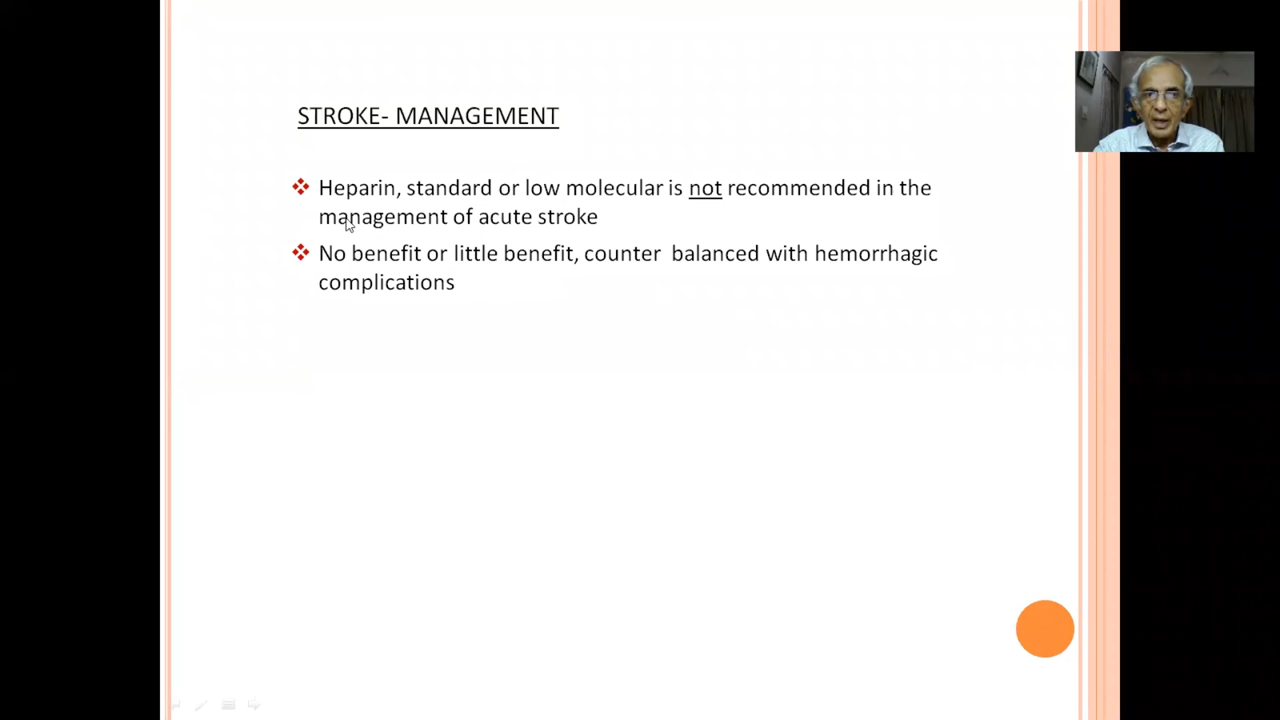 STROKE- MANAGEMENT
Heparin, standard or low molecular is not recommended in the
management of acute stroke
No benefit or little benefit, counter  balanced with hemorrhagic
complications